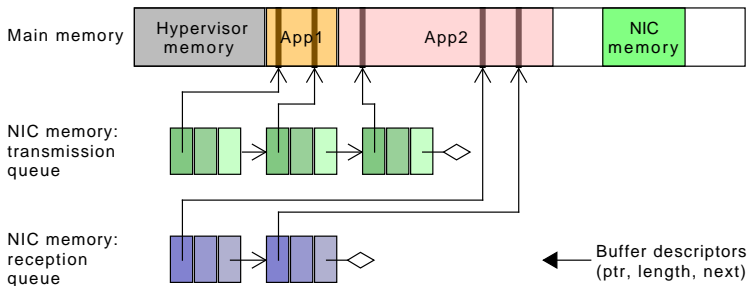 Main memory
Hypervisor
memory
App1
App2
NIC
memory
NIC memory:
transmission
queue
NIC memory:
reception
queue
Buffer descriptors
(ptr, length, next)